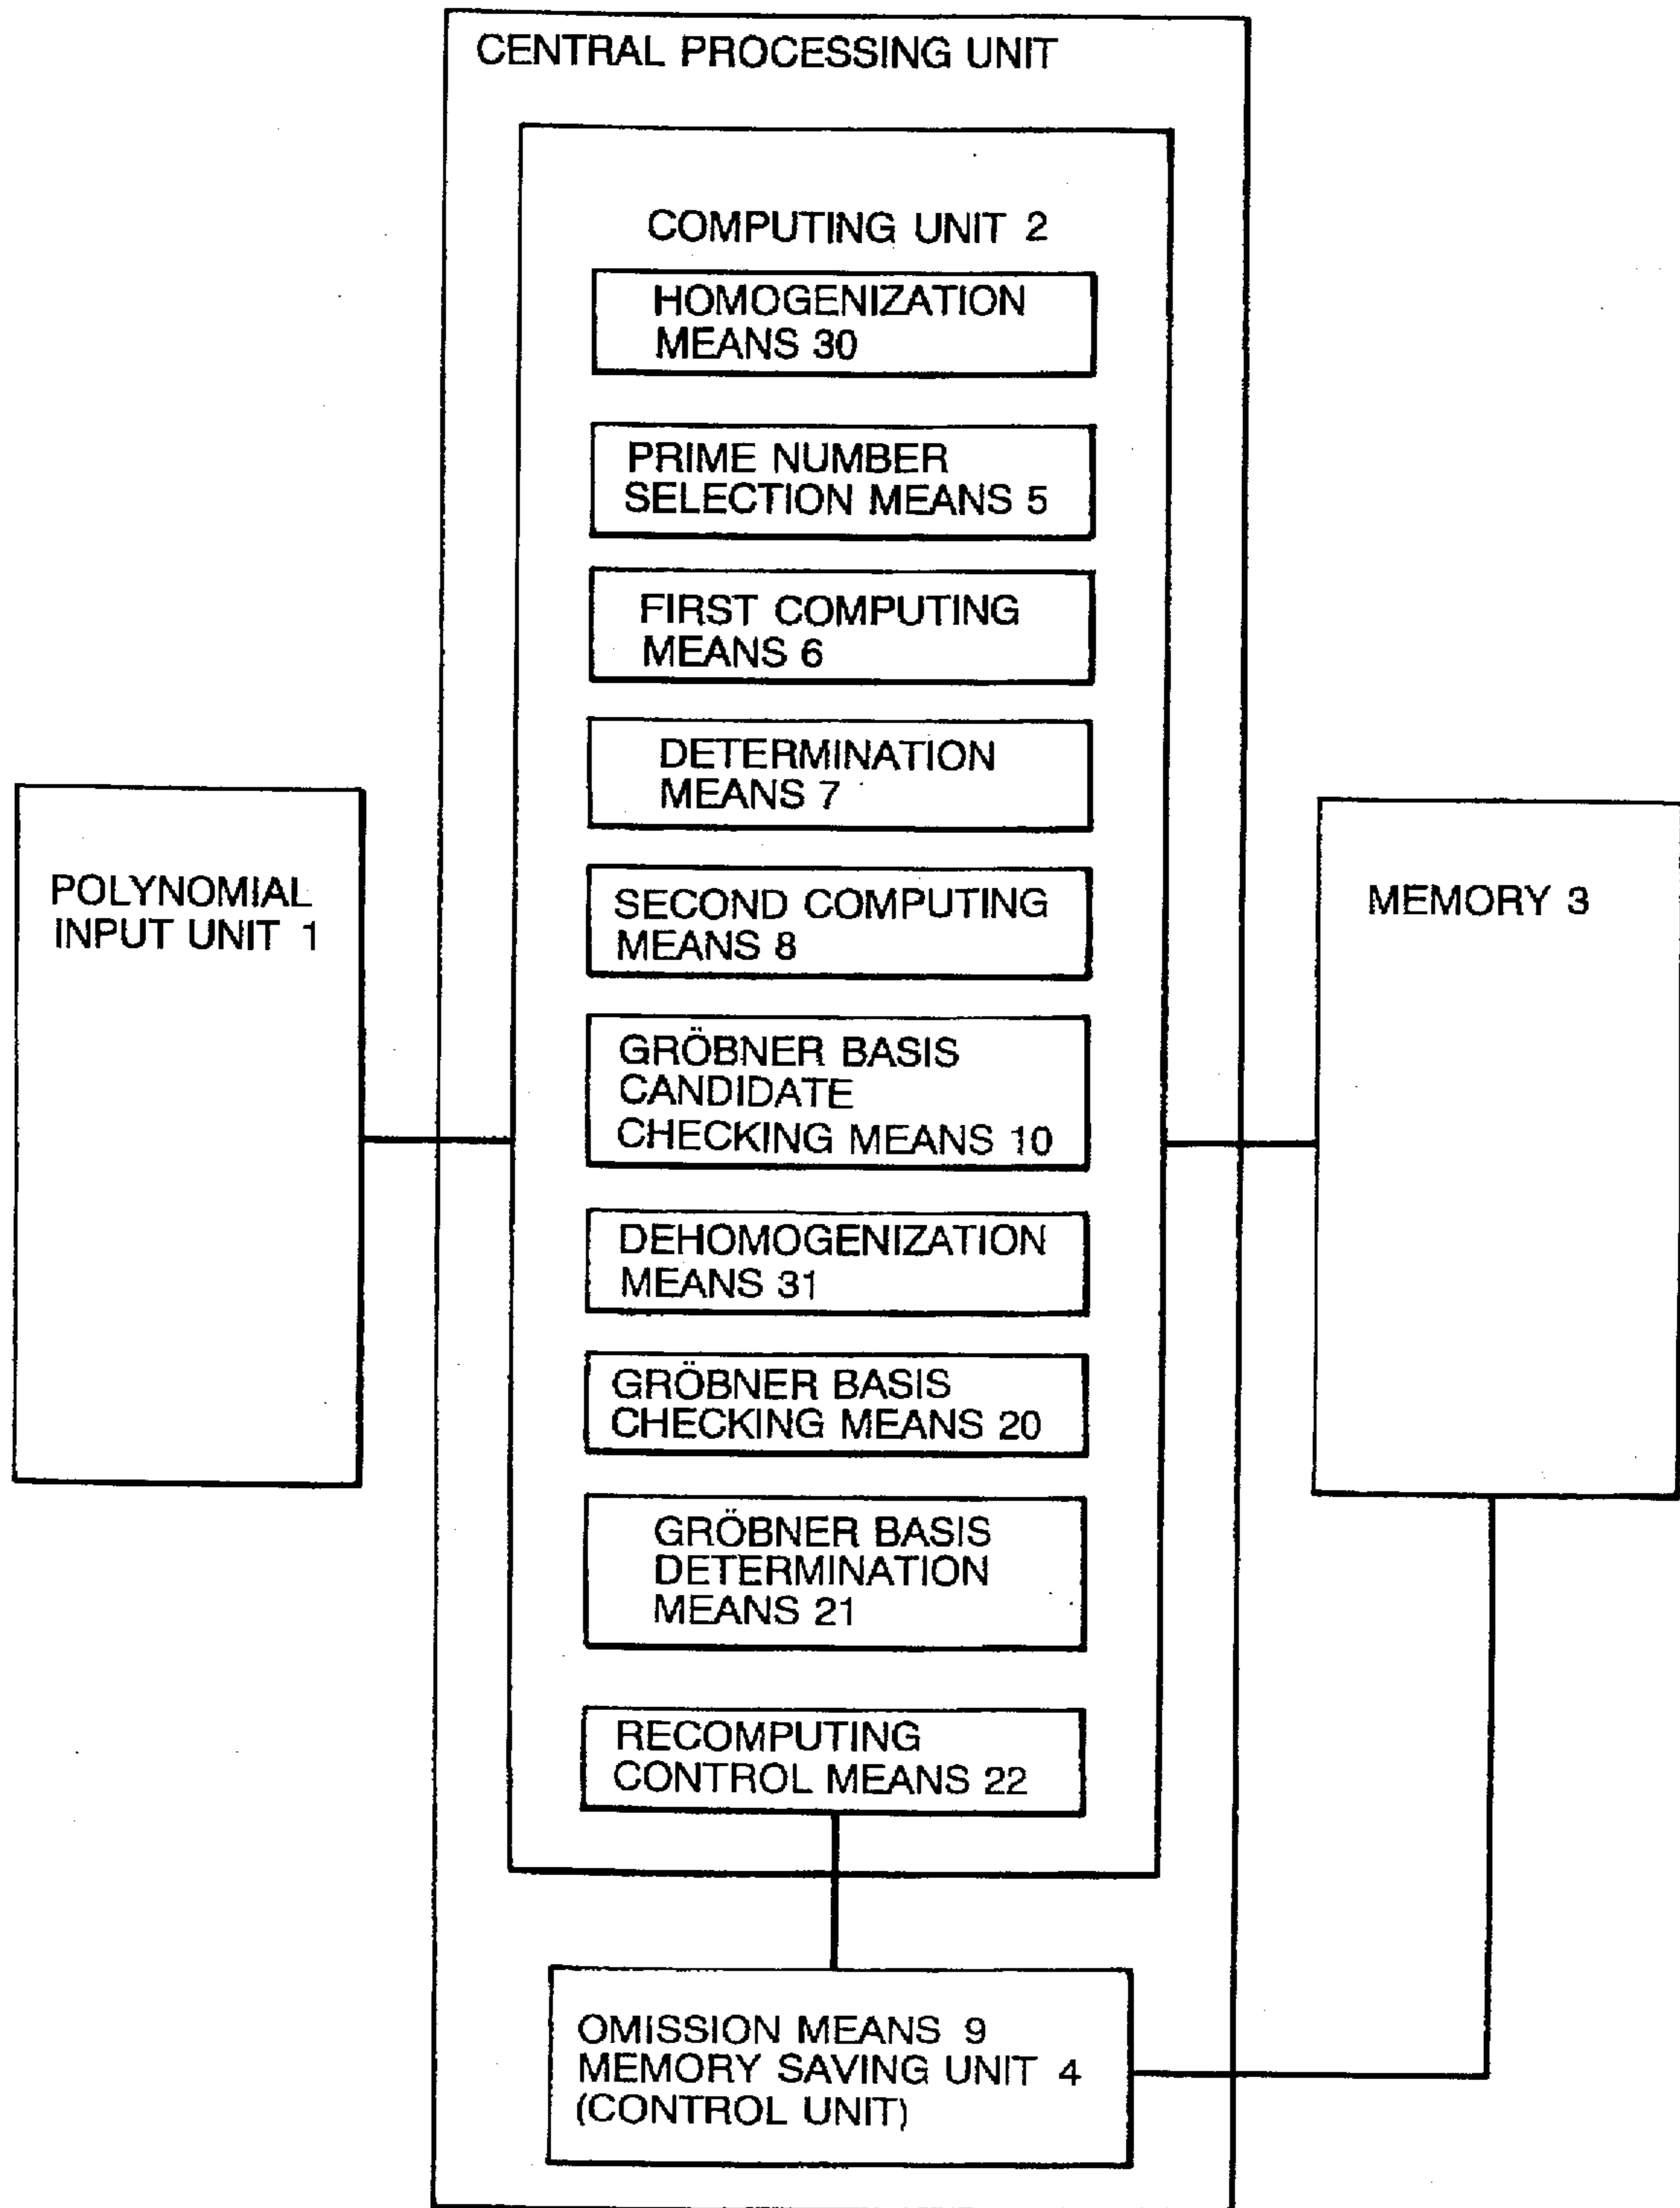 CENTRAL PROCESSING UNIT
COMPUTING UNIT 2
HOMOGENIZATION
MEANS 30
PRIME NUMBER
SELECTION MEANS 5
FIRST COMPUTING
MEANS 6
DETERMINATION
MEANS 7
SECOND COMPUTING
MEANS 8
GRÖBNER BASIS
CANDIDATE
CHECKING MEANS 10
DEHOMOGENIZATION
MEANS 31
GRÖBNER BASIS
CHECKING MEANS 20
GRÖBNER BASIS
DETERMINATION
MEANS 21
RECOMPUTING
CONTROL MEANS 22
POLYNOMIAL
INPUT UNIT 1
MEMORY 3
OMISSION MEANS 9
MEMORY SAVING UNIT 4
(CONTROL UNIT)